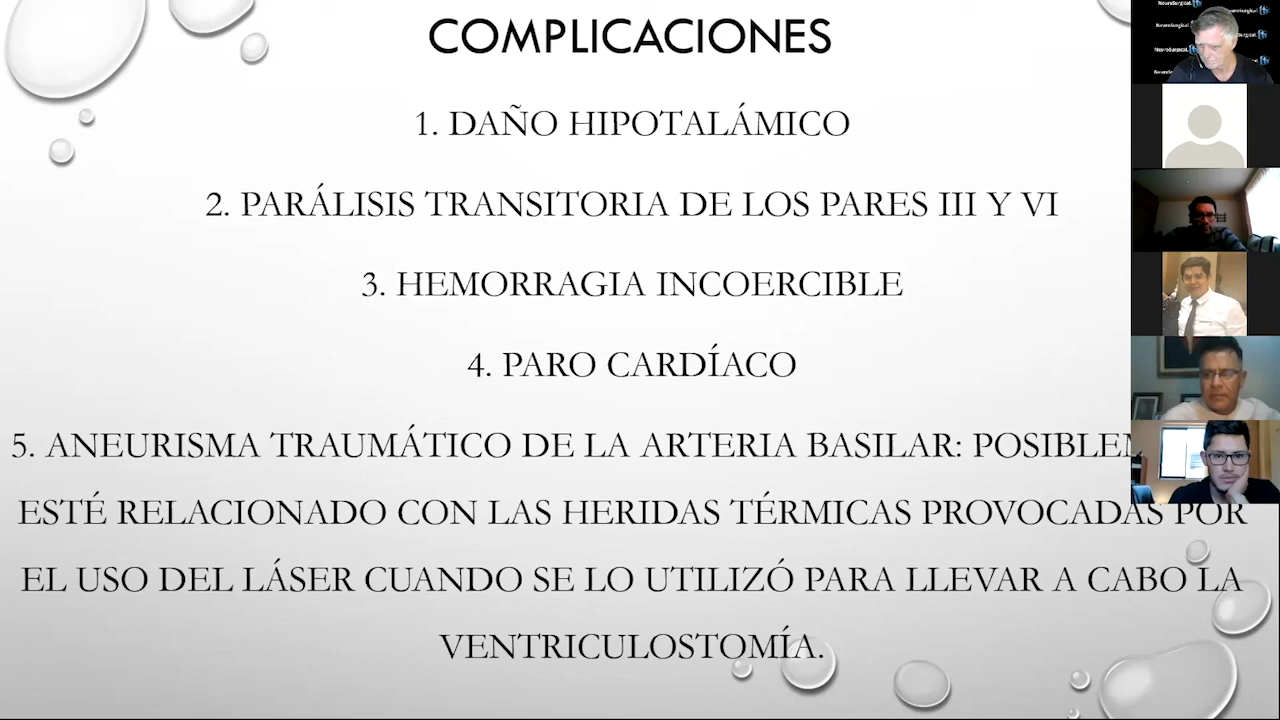 COMPLICACIONES
1. DAÑO HIPOTALÁMICO
2. PARÁLISIS TRANSITORIA DE LOS PARES III Y VI
3. HEMORRAGIA INCOERCIBLE
4. PARO CARDÍACO
5. ANEURISMA TRAUMÁTICO DE LA ARTERIA BASILAR:
ESTÉ RELACIONADO CON LAS HERIDAS TÉRMICAS PROVOCADAS POR
EL USO DEL LÁSER CUANDO SE LO UTILIZÓ PARA LLEVAR A CABO LA
VENTRICULOSTOMÍA.